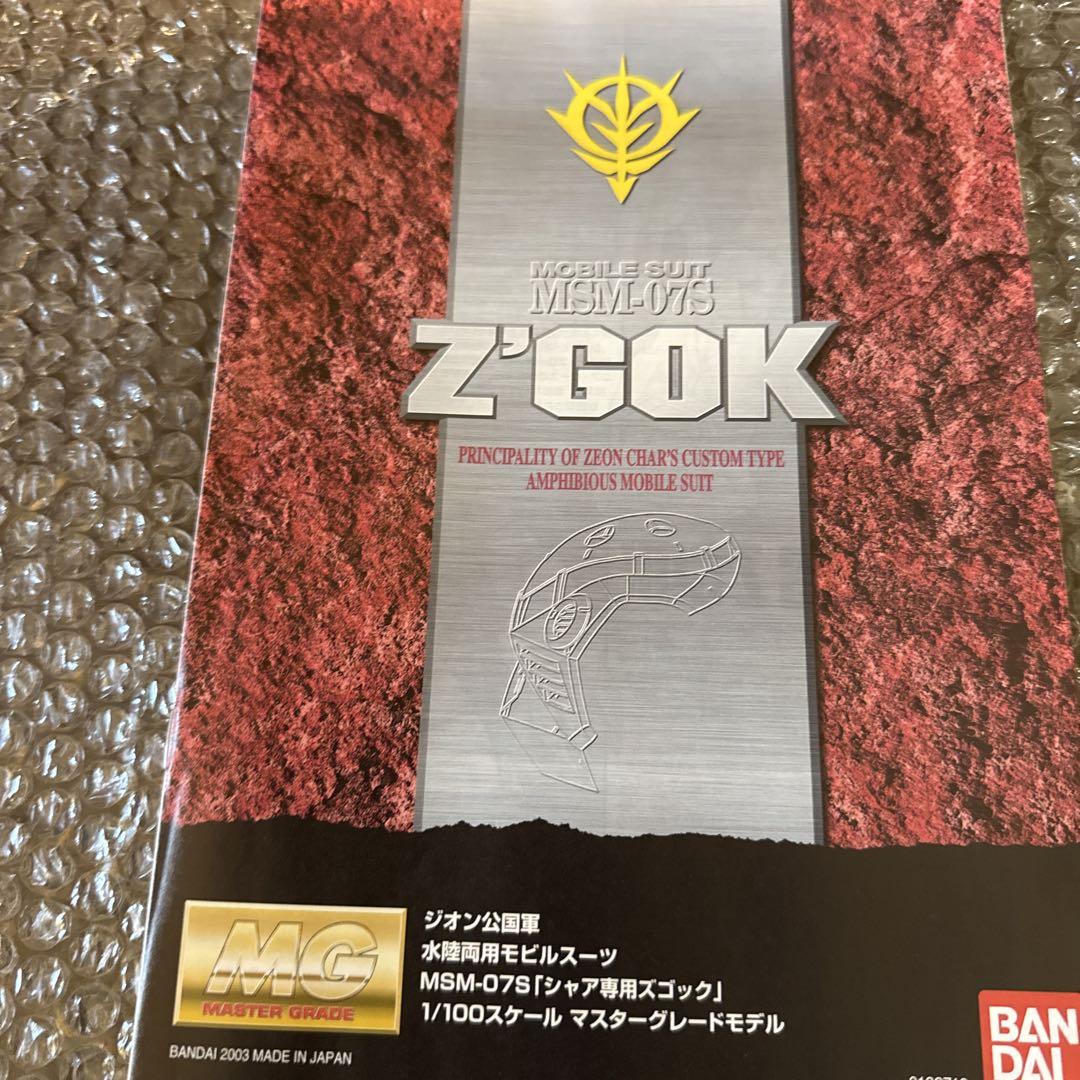 MOBILE SUIT
MSM-07S
Z'GOK
PRINCIPALITY OF ZEON CHAR'S CUSTOM TYPE
AMPHIBIOUS MOBILE SUIT
MG
MASTER GRADE
ジオン公国軍
水陸両用モビルスーツ
MSM-07S「シャア専用ズゴック」
1/100スケール マスターグレードモデル
BANDAI 2003 MADE IN JAPAN
BAN
DAI